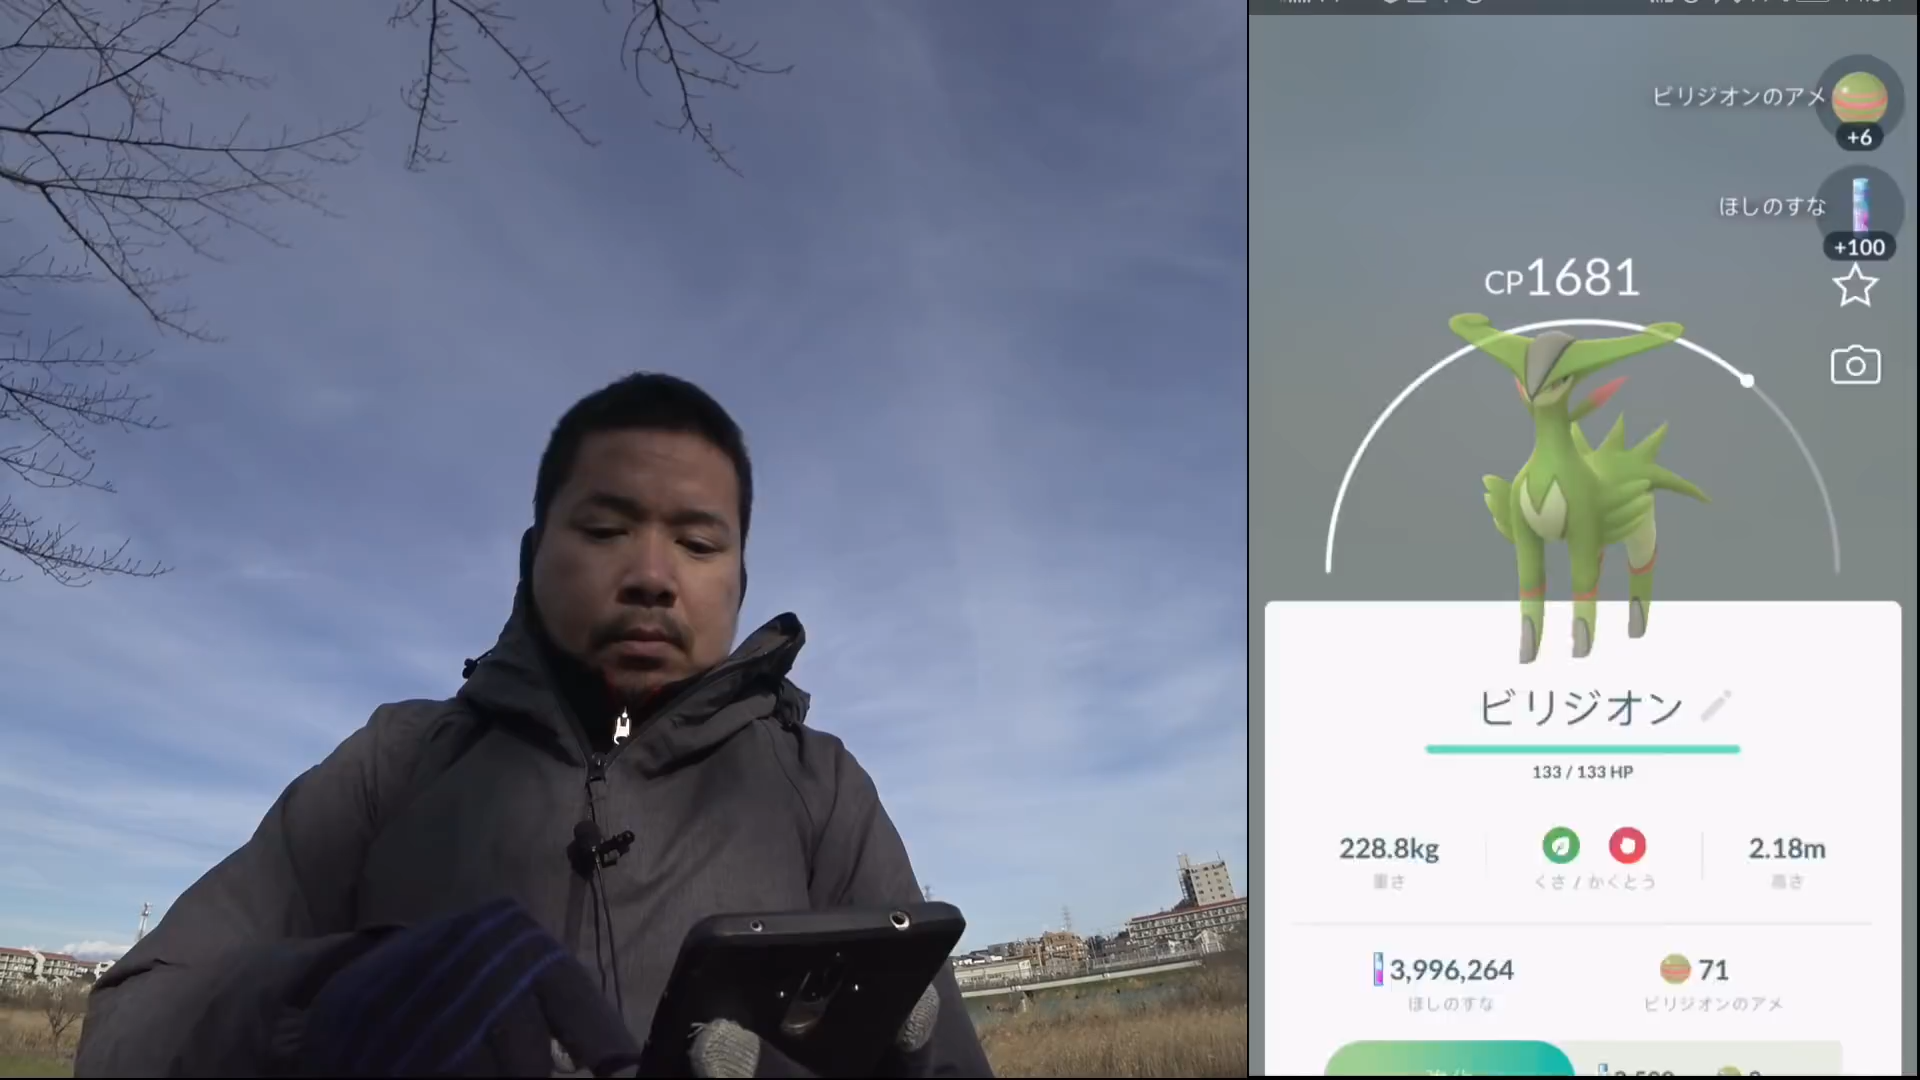 ビリジオンのアメ
+6
ほしのすな
+100
CP1681
ビリジオン
133 / 133 HP
228.8kg
2.18m
重さ
くさ / かくとう
高さ
3,996,264
71
ほしのすな
ビリジオンのアメ